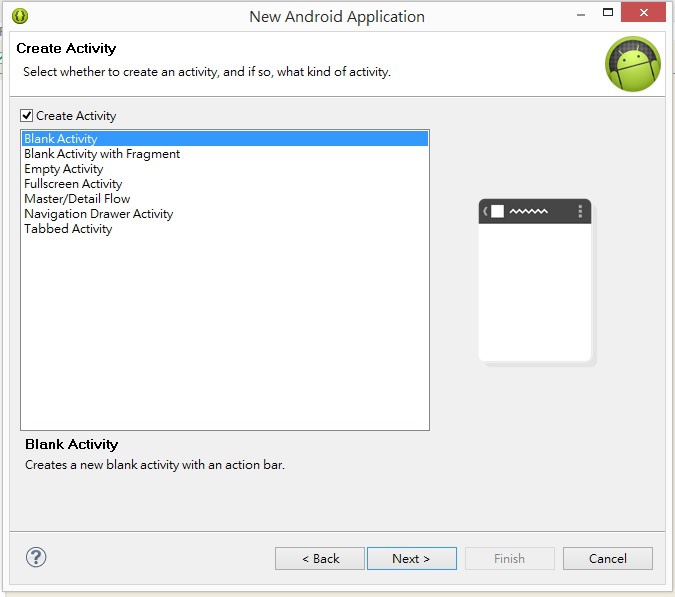 New Android Application
Create Activity
Select whether to create an activity, and if so, what kind of activity.
Create Activity
Blank Activity
Blank Activity with Fragment
Empty Activity
Fullscreen Activity
Master/Detail Flow
Navigation Drawer Activity
Tabbed Activity
Blank Activity
Creates a new blank activity with an action bar.
?
< Back
Next >
Finish
Cancel